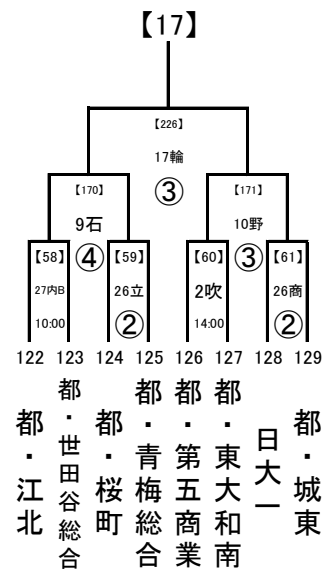 【17】
【226】
17輪
③
【170】 【171】
9石 10野
④ ③
【58】 【59】 【60】 【61】
27内B 26立 2吹 26商
10:00 ② 14:00 ②
122 123 124 125 126 127 128 129
都・江北
都・世田谷総合
都・桜町
都・青梅総合
都・第五商業
都・東大和南
日大一
都・城東